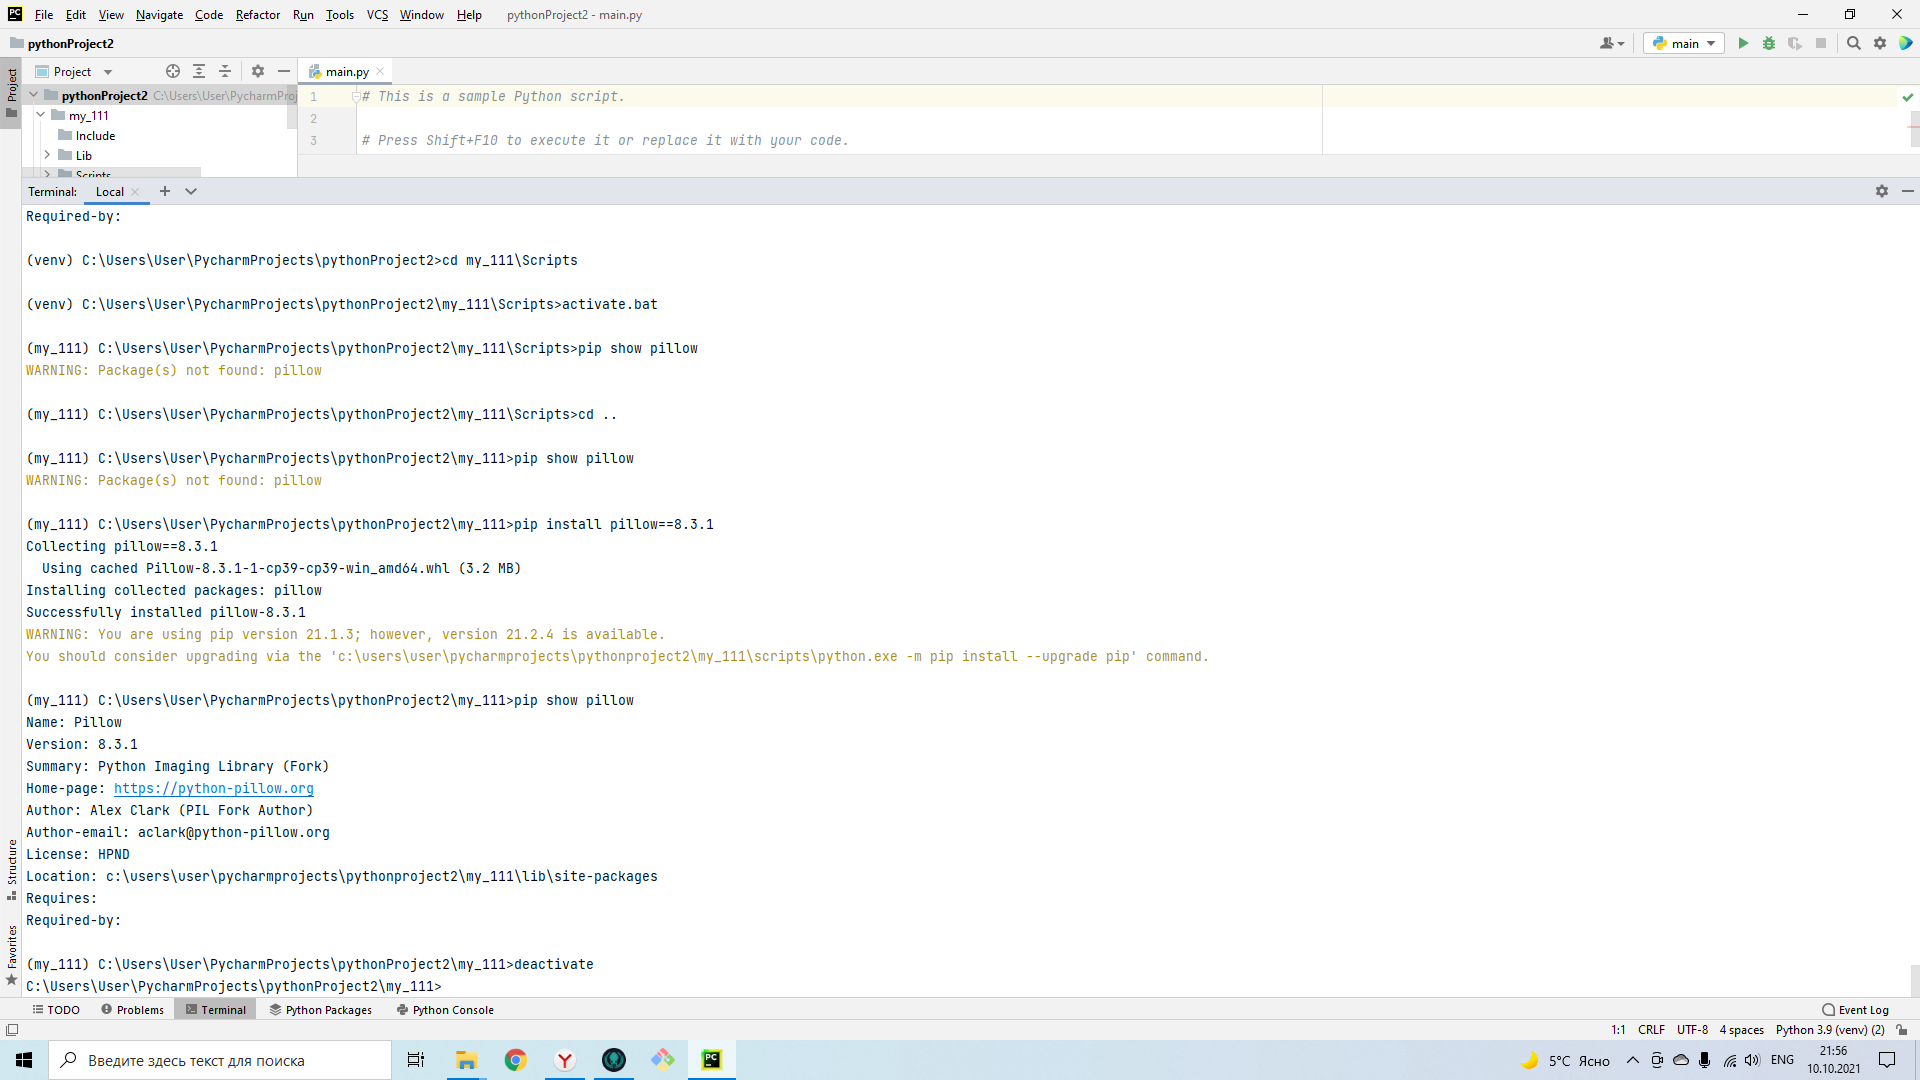 PC File Edit View Navigate Code Refactor Run Tools VCS Window Help pythonProject2 - main.py
pythonProject2 main
Project Project main.py
pythonProject2 C:\Users\User\PycharmProj
my_111
Include
Lib
Scripts
1 # This is a sample Python script.
2
3 # Press Shift+F10 to execute it or replace it with your code.
Terminal: Local
Required-by:
(venv) C:\Users\User\PycharmProjects\pythonProject2>cd my_111\Scripts
(venv) C:\Users\User\PycharmProjects\pythonProject2\my_111\Scripts>activate.bat
(my_111) C:\Users\User\PycharmProjects\pythonProject2\my_111\Scripts>pip show pillow
WARNING: Package(s) not found: pillow
(my_111) C:\Users\User\PycharmProjects\pythonProject2\my_111\Scripts>cd ..
(my_111) C:\Users\User\PycharmProjects\pythonProject2\my_111>pip show pillow
WARNING: Package(s) not found: pillow
(my_111) C:\Users\User\PycharmProjects\pythonProject2\my_111>pip install pillow==8.3.1
Collecting pillow==8.3.1
Using cached Pillow-8.3.1-1-cp39-cp39-win_amd64.whl (3.2 MB)
Installing collected packages: pillow
Successfully installed pillow-8.3.1
WARNING: You are using pip version 21.1.3; however, version 21.2.4 is available.
You should consider upgrading via the 'c:\users\user\pycharmprojects\pythonproject2\my_111\scripts\python.exe -m pip install --upgrade pip' command.
(my_111) C:\Users\User\PycharmProjects\pythonProject2\my_111>pip show pillow
Name: Pillow
Version: 8.3.1
Summary: Python Imaging Library (Fork)
Home-page: https://python-pillow.org
Author: Alex Clark (PIL Fork Author)
Author-email: aclark@python-pillow.org
License: HPND
Location: c:\users\user\pycharmprojects\pythonproject2\my_111\lib\site-packages
Requires:
Required-by:
(my_111) C:\Users\User\PycharmProjects\pythonProject2\my_111>deactivate
C:\Users\User\PycharmProjects\pythonProject2\my_111>
Structure
Favorites
TODO Problems Terminal Python Packages Python Console Event Log
1:1 CRLF UTF-8 4 spaces Python 3.9 (venv) (2)
Введите здесь текст для поиска PC 5°C Ясно ENG 21:56
10.10.2021